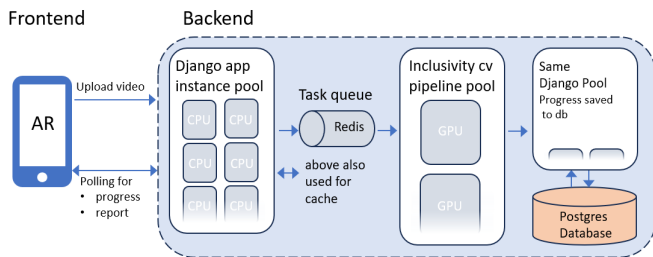 Frontend
Backend
AR
Upload video
Polling for
• progress
• report
Django app
instance pool
CPU CPU
CPU CPU
CPU CPU
Task queue
Redis
above also
used for
cache
Inclusivity cv
pipeline pool
GPU
GPU
Same
Django Pool
Progress saved
to db
Postgres
Database